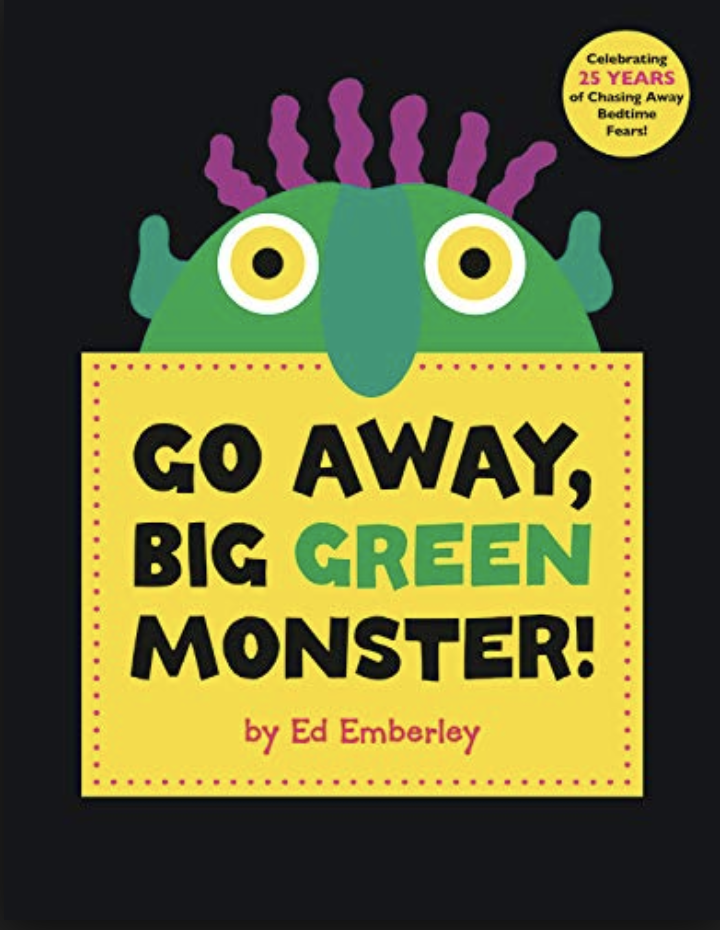 Celebrating
25 YEARS
of Chasing Away
Bedtime
Fears!
GO AWAY,
BIG GREEN
MONSTER!
by Ed Emberley